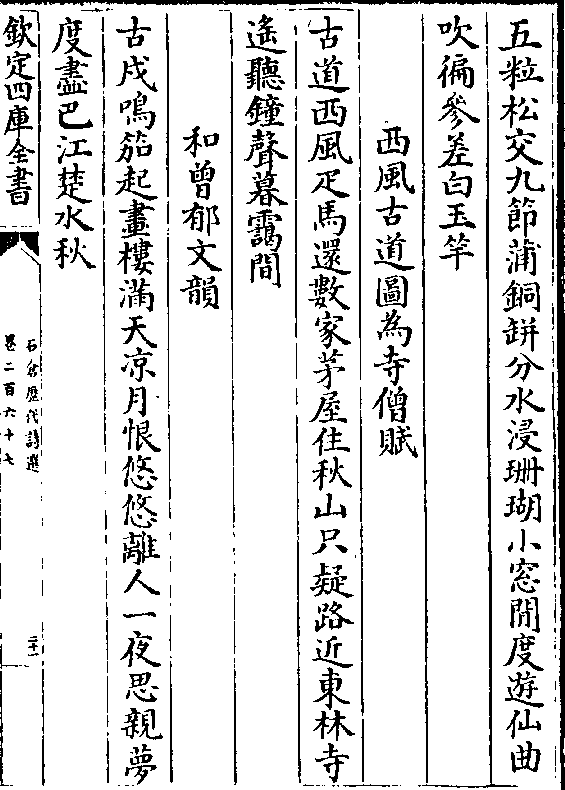 五粒松交九節蒲銅缾分水浸珊瑚小窓閒度遊仙曲
吹徧參差白玉竿
西風古道圖為寺僧賦
古道西風疋馬還數家茅屋住秋山只疑路近東林寺
遙聽鐘聲暮靄間
和曾郁文韻
古戍鳴笳起畫樓滿天凉月恨悠悠離人一夜思親夢
度盡巴江楚水秋
欽定四庫全書
石倉歷代詩選
卷二百六十七
二十一